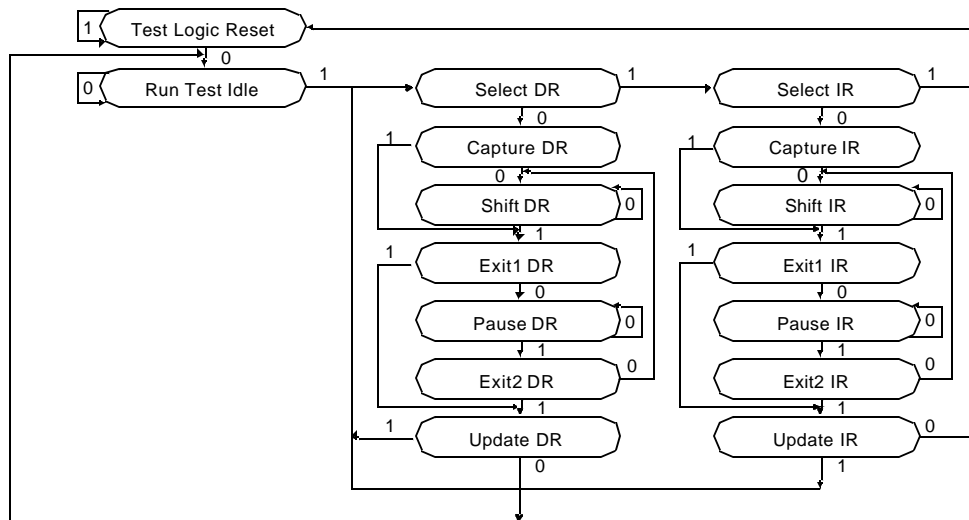 1
Test Logic Reset
0
0
Run Test Idle
1
Select DR
1
Select IR
1
0
0
1
Capture DR
1
Capture IR
0
0
Shift DR
0
Shift IR
0
1
1
1
Exit1 DR
1
Exit1 IR
0
0
Pause DR
0
Pause IR
0
1
1
Exit2 DR
0
Exit2 IR
0
1
1
1
Update DR
Update IR
0
0
1